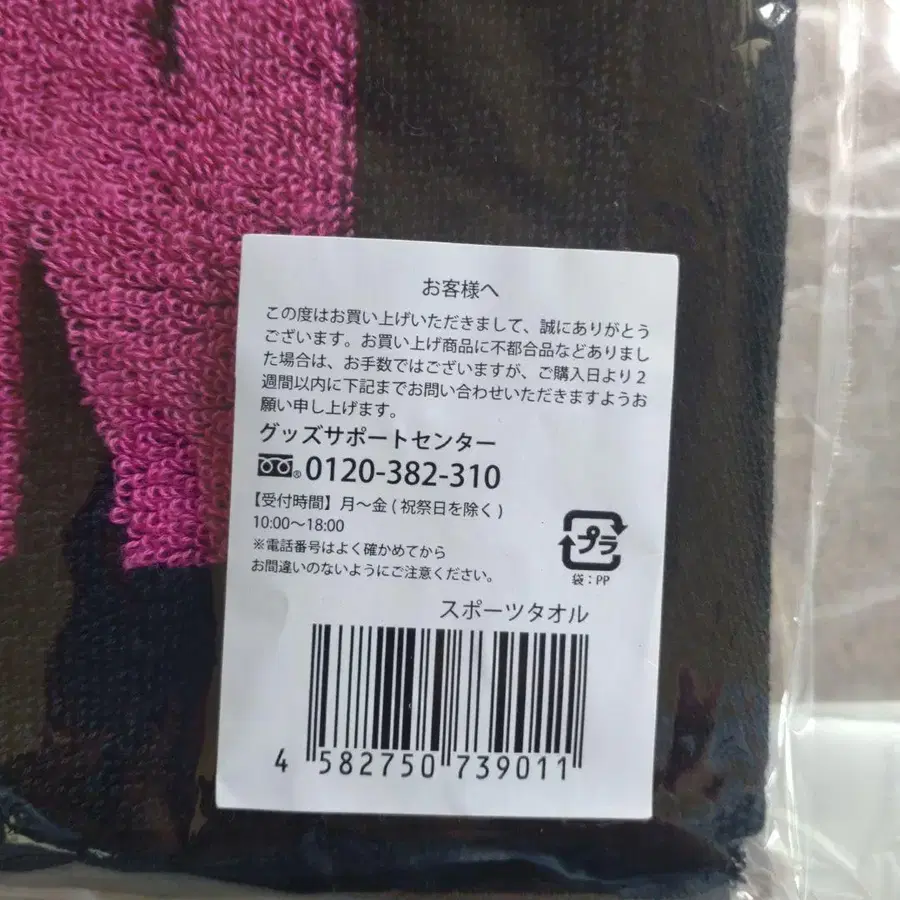 お客様へ
この度はお買い上げいただきまして、誠にありがとう
ございます。お買い上げ商品に不都合品などありまし
た場合は、お手数ではございますが、ご購入日より2
週間以内に下記までお問い合わせいただきますようお
願い申し上げます。
グッズサポートセンター
® 0120-382-310
【受付時間】月～金(祝祭日を除く)
10:00～18:00
※電話番号はよく確かめてから
お間違いのないようにご注意ください。
プラ
袋：PP
スポーツタオル
4 582750 739011